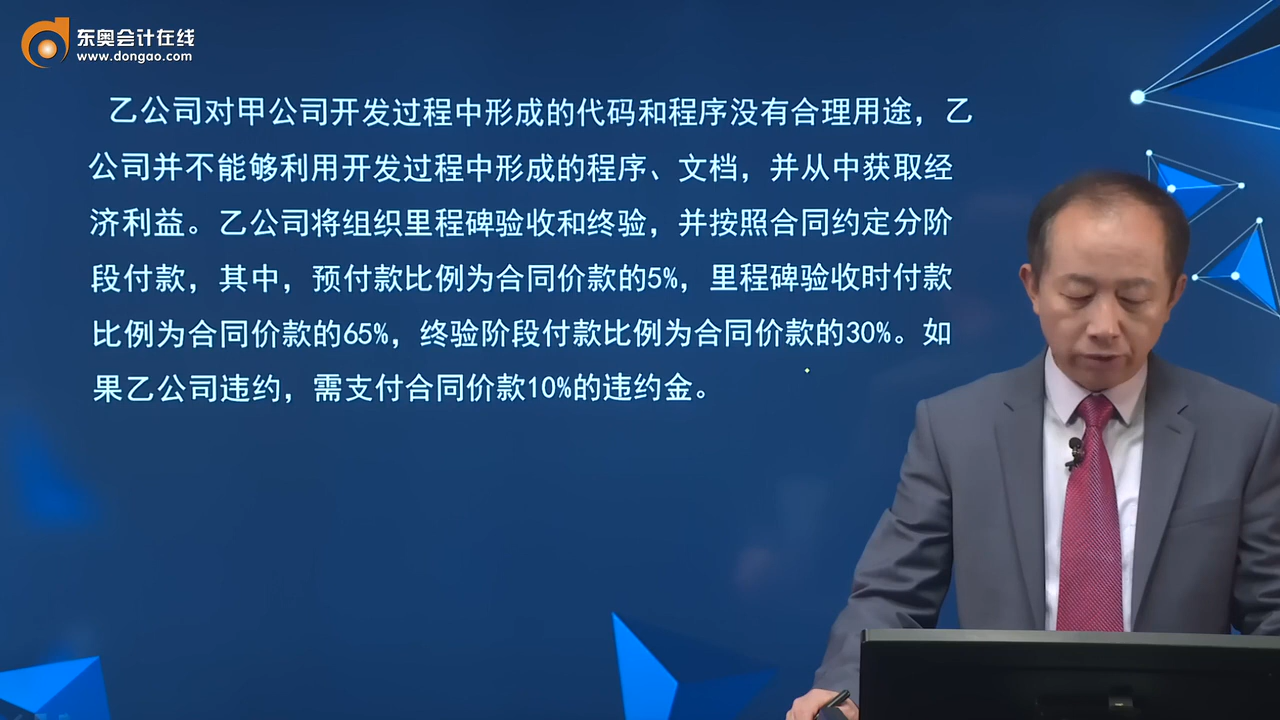 东奥会计在线
www.dongao.com
乙公司对甲公司开发过程中形成的代码和程序没有合理用途，乙
公司并不能够利用开发过程中形成的程序、文档，并从中获取经
济利益。乙公司将组织里程碑验收和终验，并按照合同约定分阶
段付款，其中，预付款比例为合同价款的5%，里程碑验收时付款
比例为合同价款的65%，终验阶段付款比例为合同价款的30%。如
果乙公司违约，需支付合同价款10%的违约金。